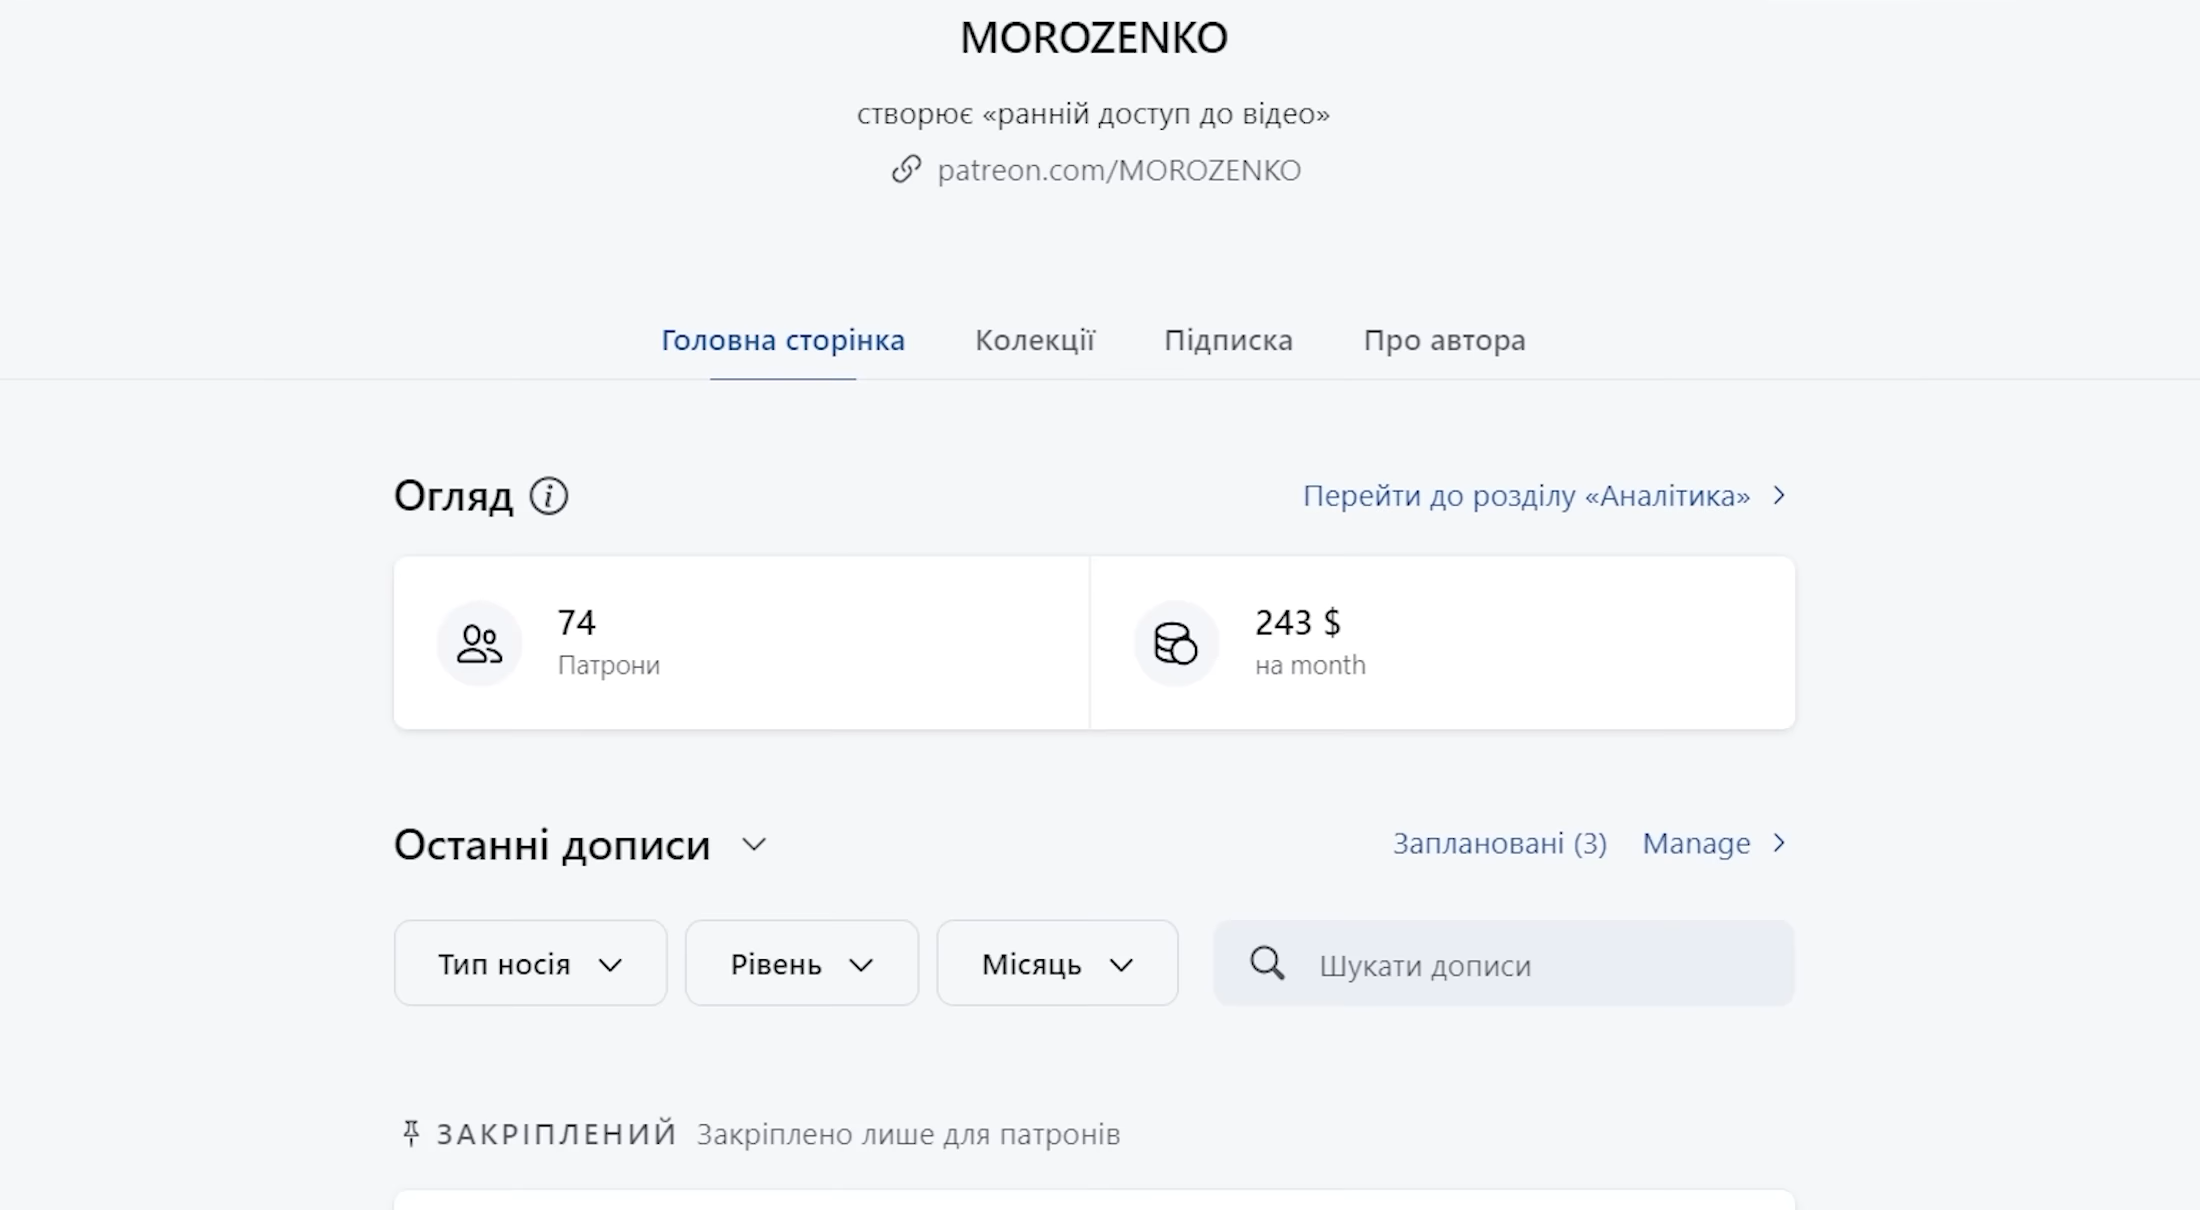 MOROZENKO
створює «ранній доступ до відео»
patreon.com/MOROZENKO
Головна сторінка Колекції Підписка Про автора
Огляд Перейти до розділу «Аналітика»
74
Патрони
243 $
на month
Останні дописи Заплановані (3) Manage
Тип носія Рівень Місяць Шукати дописи
ЗАКРІПЛЕНИЙ Закріплено лише для патронів